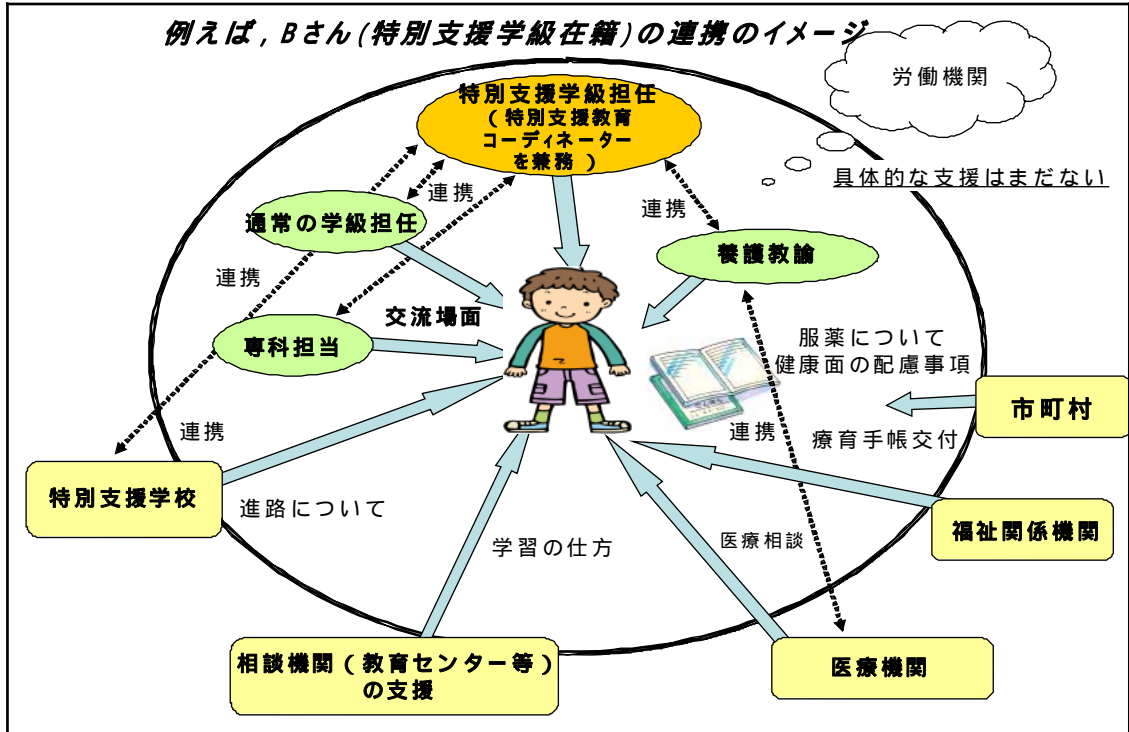 例えば，Bさん(特別支援学級在籍)の連携のイメージ
労働機関
特別支援学級担任
（特別支援教育
コーディネーター
を兼務）
具体的な支援はまだない
連携
連携
通常の学級担任
養護教諭
連携
交流場面
専科担当
服薬について
健康面の配慮事項
市町村
連携
連携
療育手帳交付
特別支援学校
進路について
福祉関係機関
学習の仕方
医療相談
相談機関（教育センター等）
の支援
医療機関